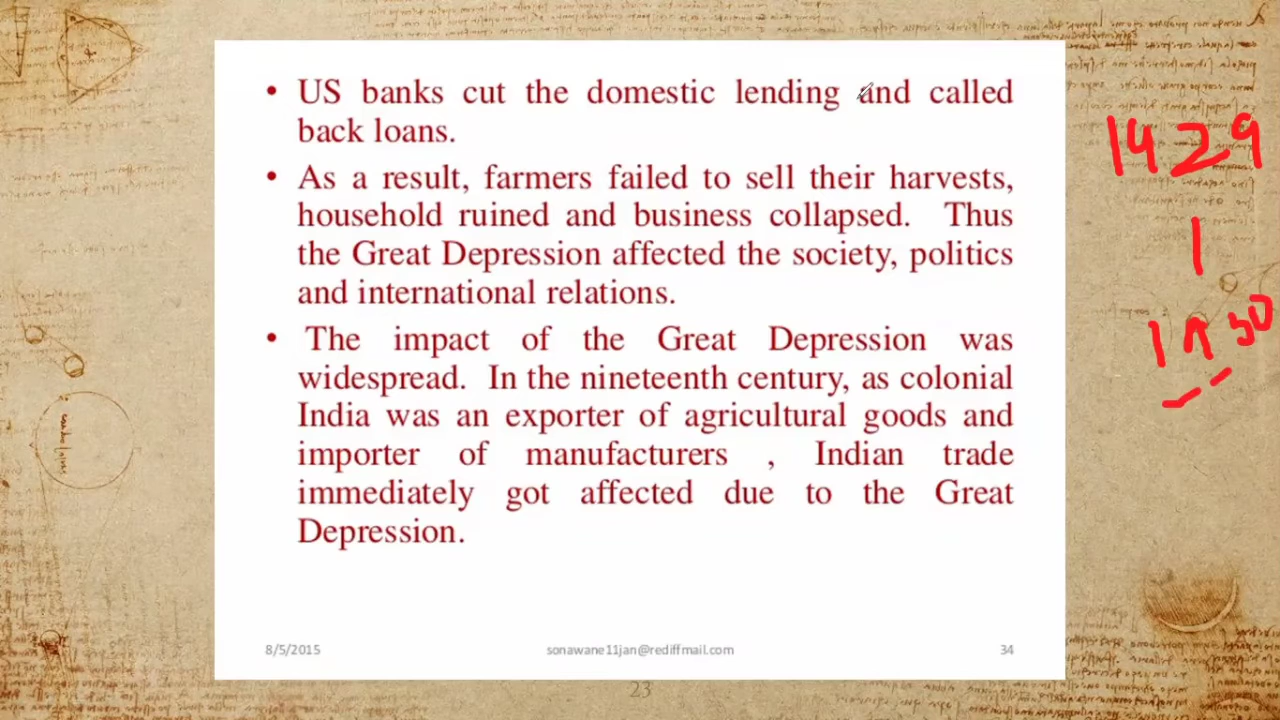 • US banks cut the domestic lending and called
back loans.
• As a result, farmers failed to sell their harvests,
household ruined and business collapsed. Thus
the Great Depression affected the society, politics
and international relations.
• The impact of the Great Depression was
widespread. In the nineteenth century, as colonial
India was an exporter of agricultural goods and
importer of manufacturers , Indian trade
immediately got affected due to the Great
Depression.
8/5/2015 sonawane11jan@rediffmail.com 34
23
1429
1